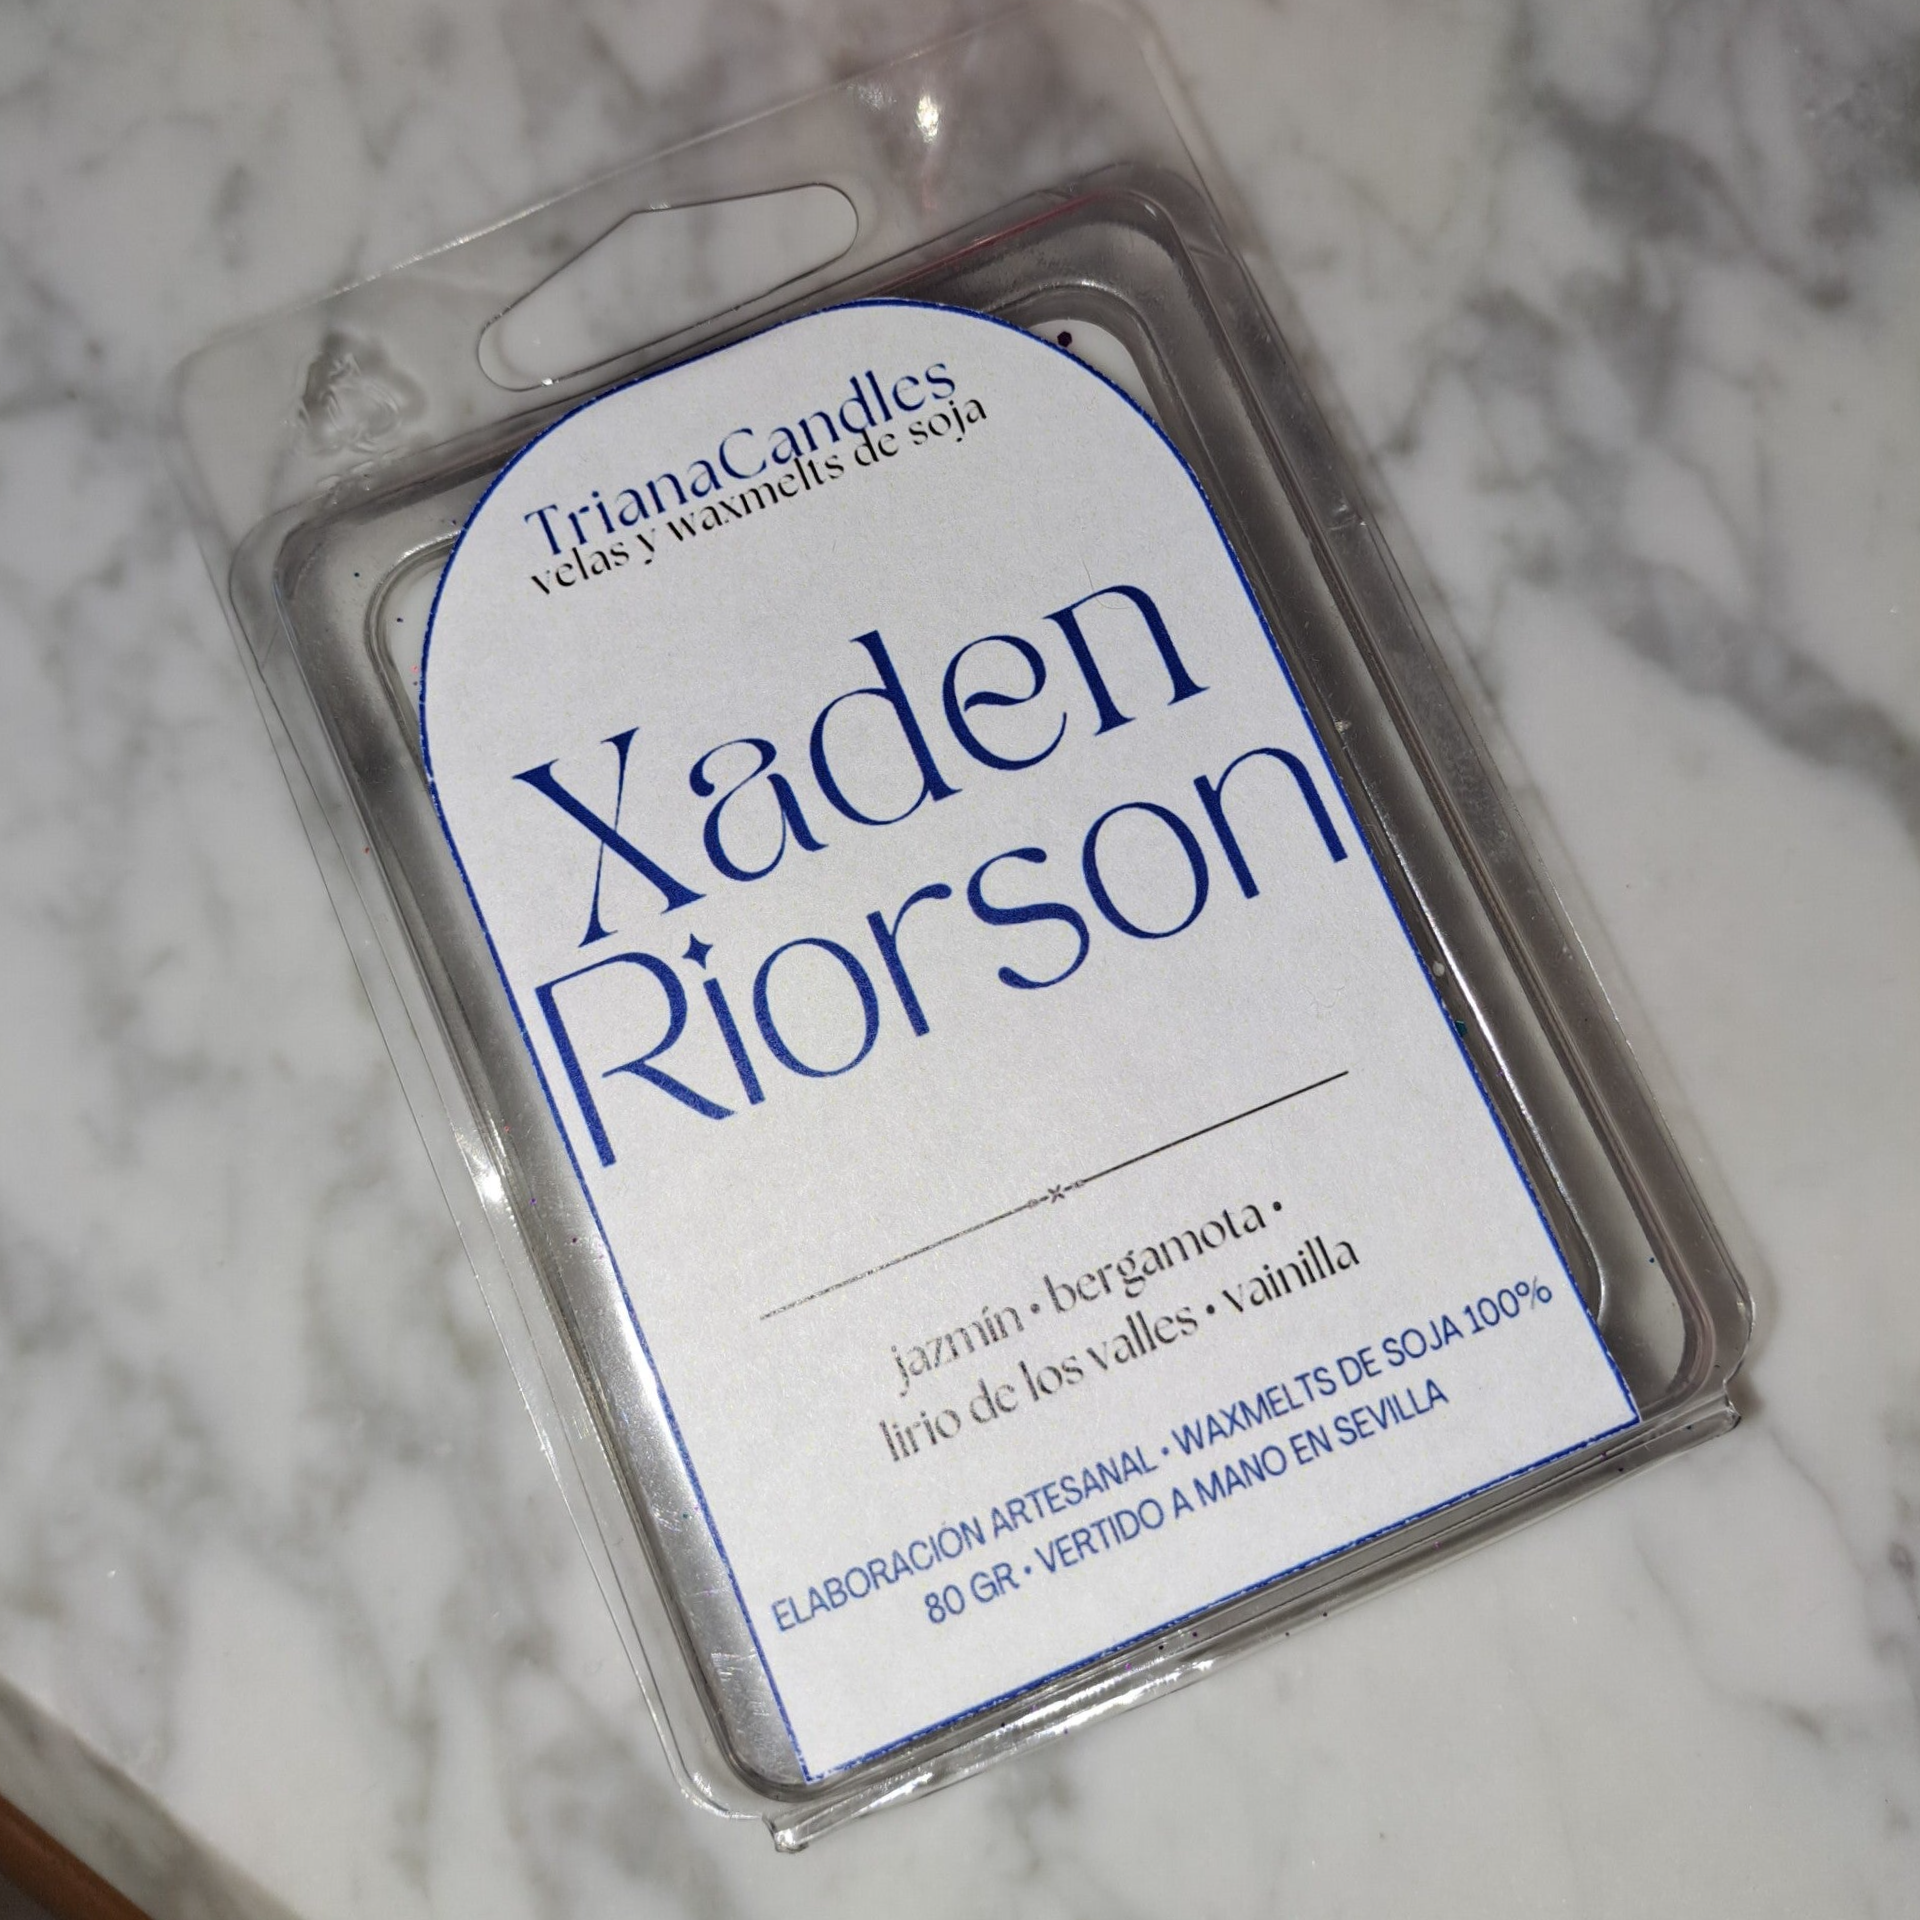 TrianaCandles
velas y waxmelts de soja
Xaden
Riorson
jazmín • bergamota •
lirio de los valles • vainilla
ELABORACIÓN ARTESANAL • WAXMELTS DE SOJA 100%
80 GR • VERTIDO A MANO EN SEVILLA